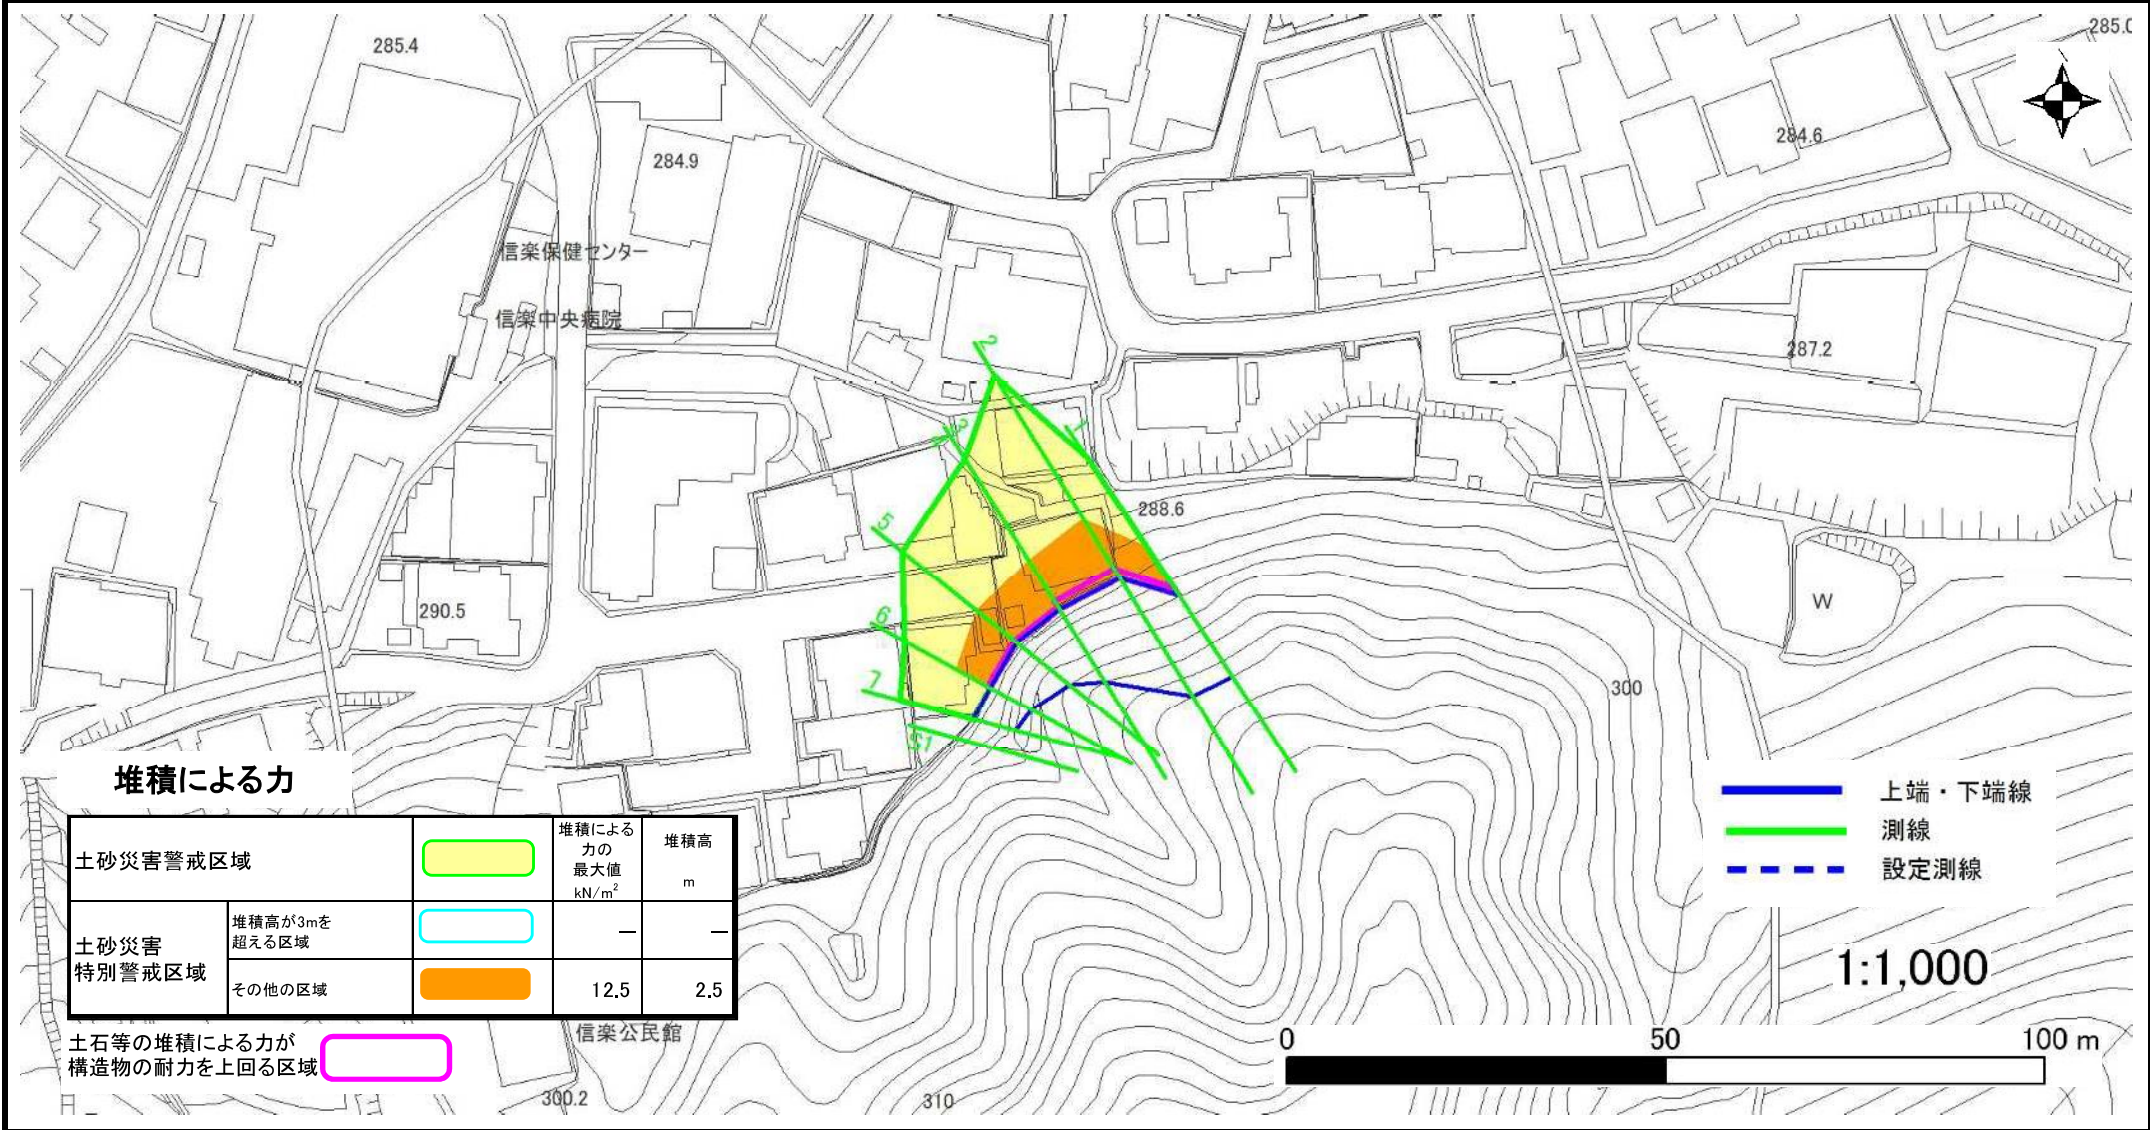 285.4
285.0
284.6
284.9
信楽保健センター
信楽中央病院
287.2
2
1
3
5
288.6
290.5
6
W
7
300
S1
堆積による力
土砂災害警戒区域
堆積による
力の
最大値
kN/m²
堆積高
m
土砂災害
特別警戒区域
堆積高が3mを
超える区域
―
―
その他の区域
12.5
2.5
土石等の堆積による力が
構造物の耐力を上回る区域
上端・下端線
測線
設定測線
1:1,000
信楽公民館
0
50
100 m
300.2
310